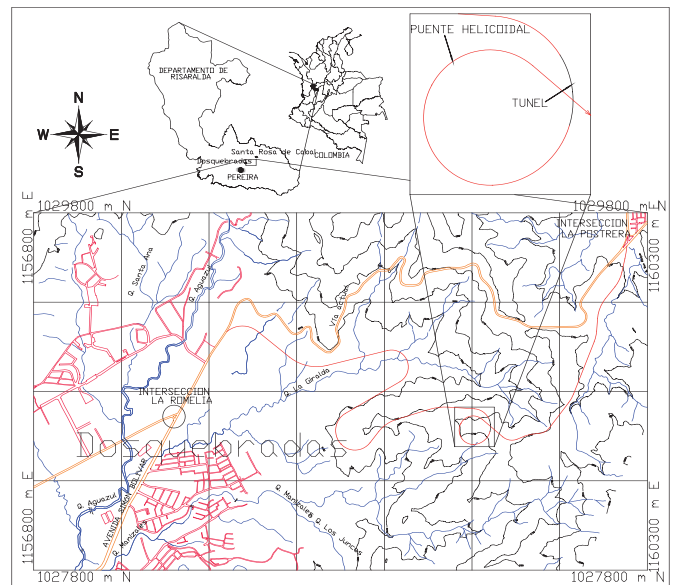 PUENTE HELICOIDAL
TUNEL
DEPARTAMENTO DE
RISARALDA
N
W
E
S
Santa Rosa de Cabal
Dosquebradas
PEREIRA
COLOMBIA
1029800 m N
1029800 m N
1156800 m E
1160300 m E
INTERSECCION
LA POSTRERA
Q. Santa Ana
Q. Aguazul
Vía actual
INTERSECCION
LA ROMELIA
Q. La Giralda
Dosquebradas
Q. Aguazul
AVENIDA SIMON BOLIVAR
Q. Manizales
Q. Manizales
Q. Los Juncos
1156800 m E
1160300 m E
1027800 m N
1027800 m N